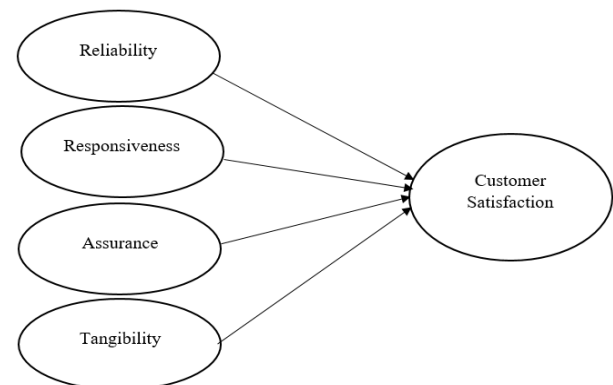 Reliability
Responsiveness
Assurance
Tangibility
Customer
Satisfaction